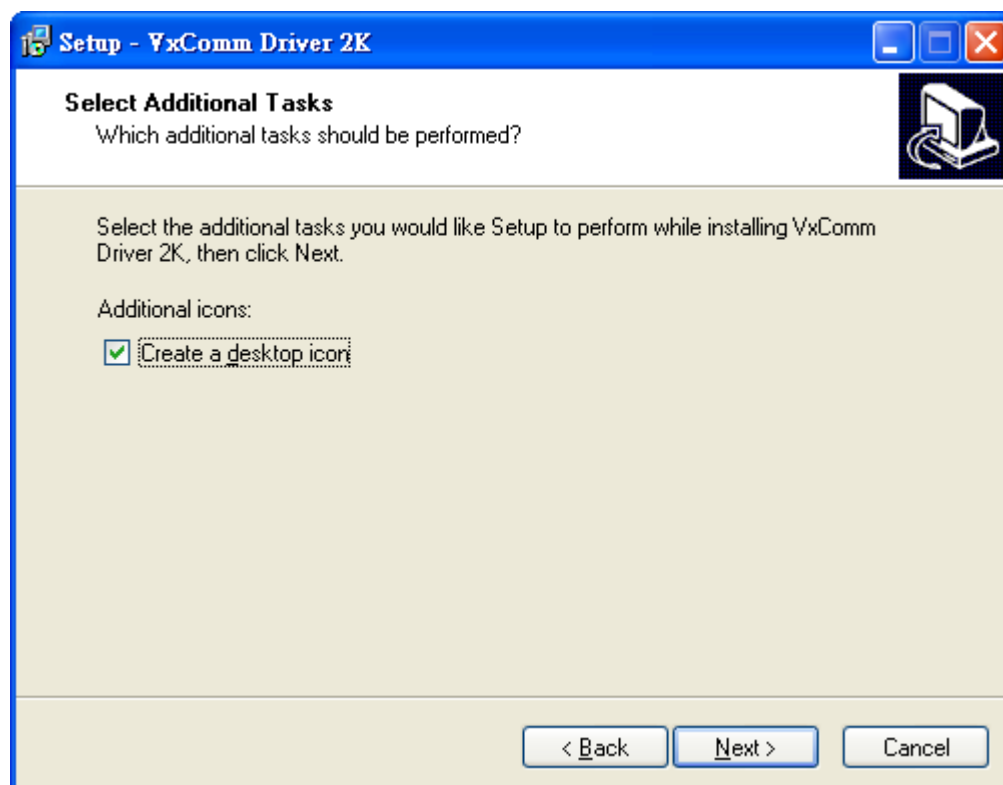 Setup - VxComm Driver 2K
Select Additional Tasks
Which additional tasks should be performed?
Select the additional tasks you would like Setup to perform while installing VxComm
Driver 2K, then click Next.
Additional icons:
Create a desktop icon
< Back Next > Cancel